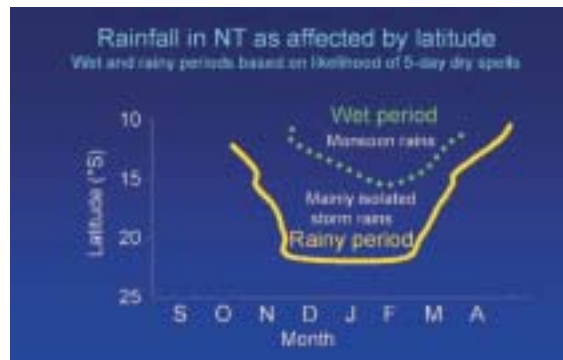 Rainfall in NT as affected by latitude
Wet and rainy periods based on likelihood of 5-day dry spells
Wet period
Monsoon rains
Mainly isolated
storm rains
Rainy period
Latitude (°S)
10
15
20
25
S O N D J F M A
Month